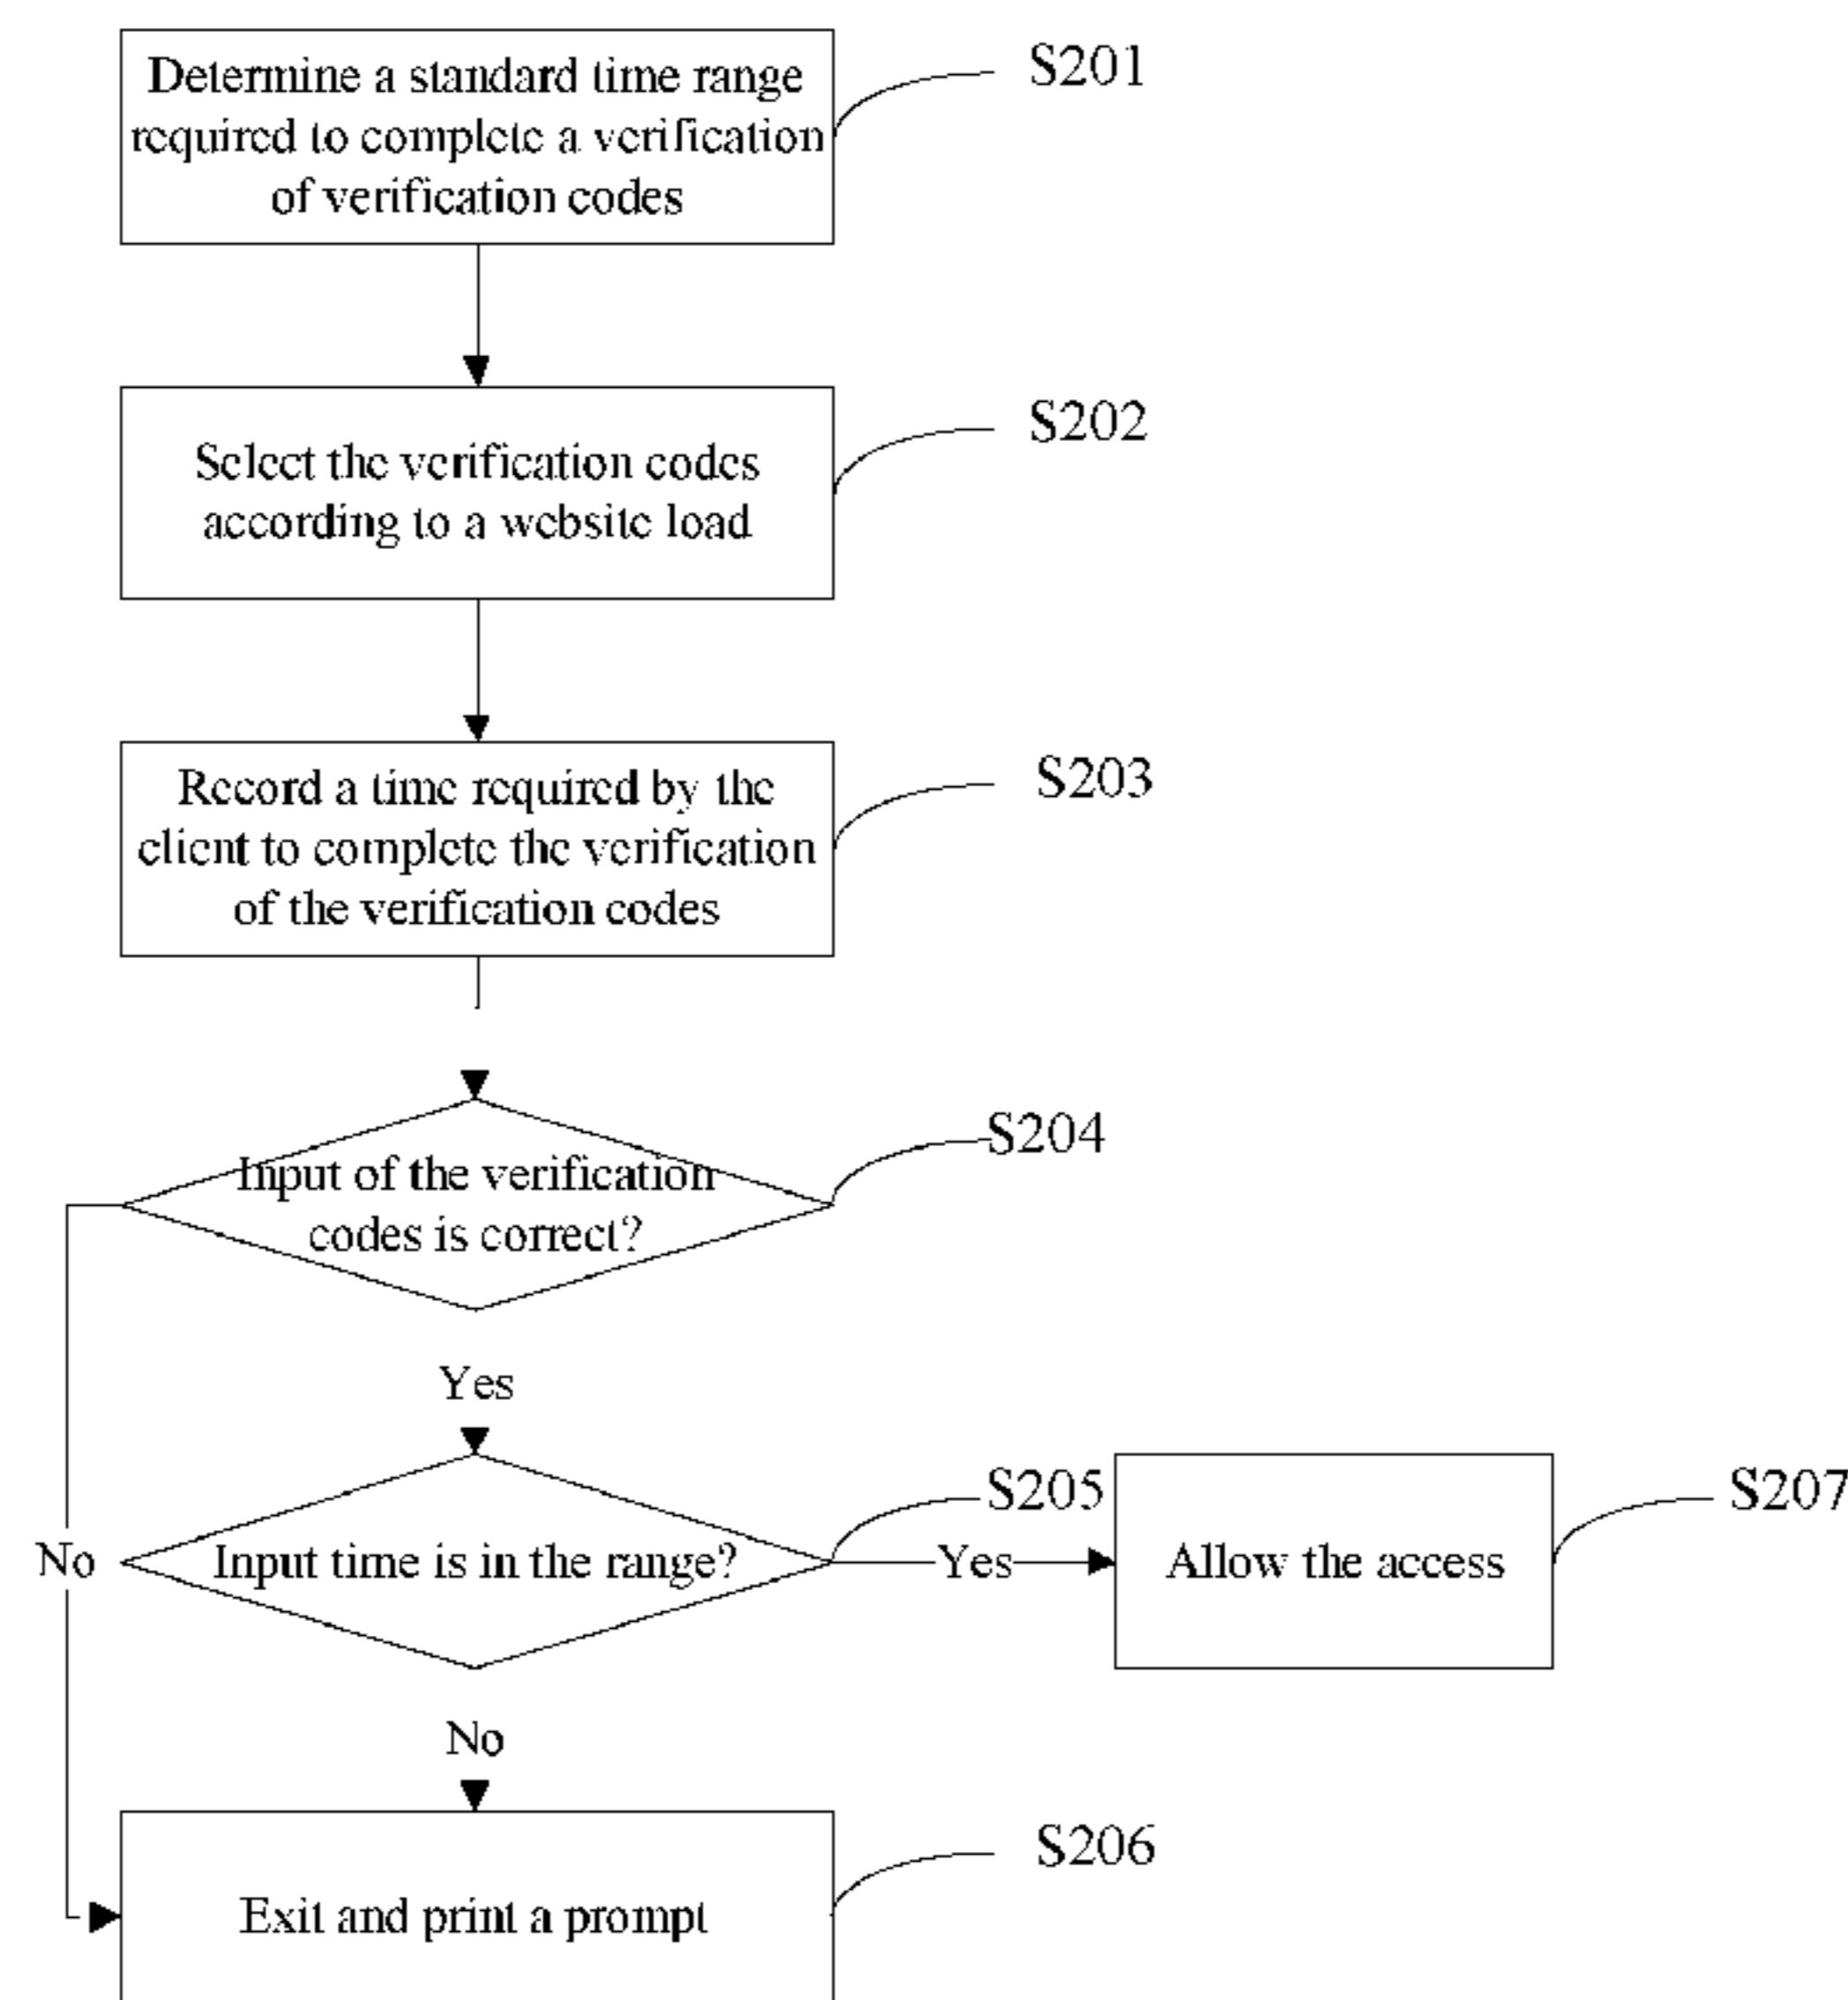 Determine a standard time range
required to complete a verification
of verification codes
S201
Select the verification codes
according to a website load
S202
Record a time required by the
client to complete the verification
of the verification codes
S203
Input of the verification
codes is correct?
S204
Yes
No
Input time is in the range?
S205
Yes
Allow the access
S207
No
Exit and print a prompt
S206